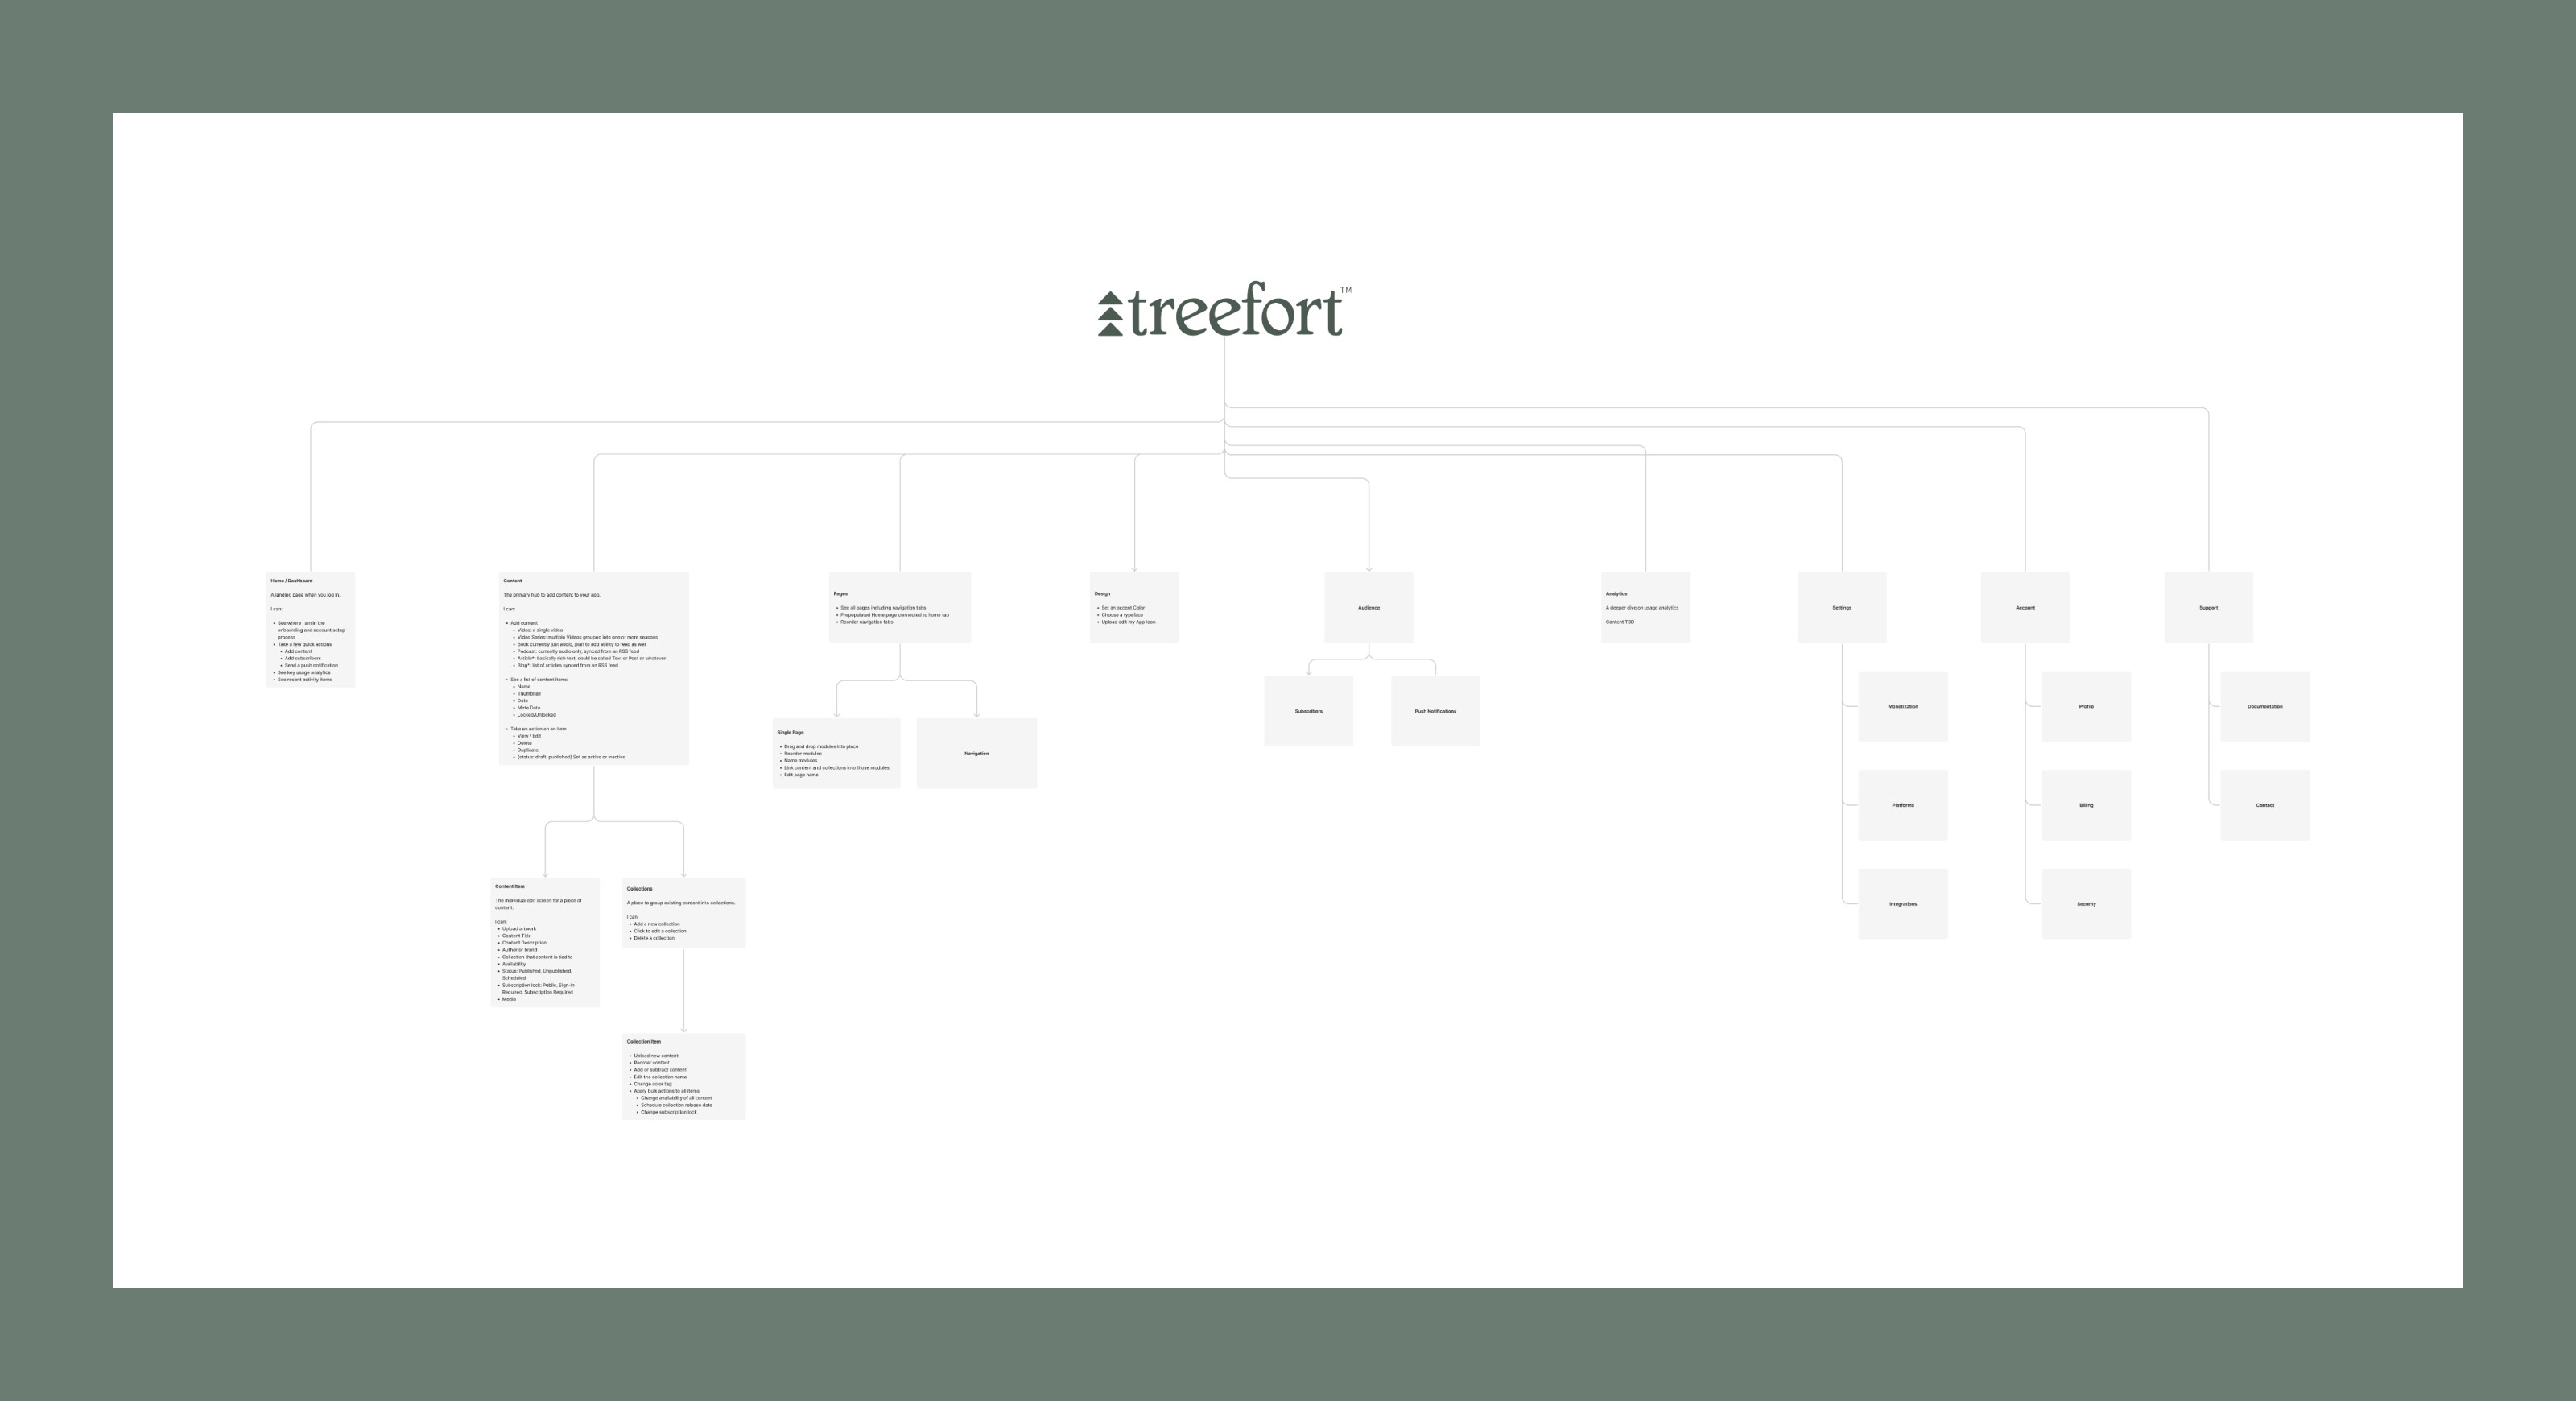 treefort™
Home / Dashboard
A landing page when you log in.
I can:
• See where I am in the
onboarding and account setup
process
• Take a few quick actions
• Add content
• Add subscribers
• Send a push notification
• See key usage analytics
• See recent activity items
Content
The primary hub to add content to your app.
I can:
• Add content
• Video: a single video
• Video Series: multiple Videos grouped into one or more seasons
• Book currently just audio, plan to add ability to read as well
• Podcast: currently audio only, synced from an RSS feed
• Article*: basically rich text, could be called Text or Post or whatever
• Blog*: list of articles synced from an RSS feed
• See a list of content items
• Name
• Thumbnail
• Date
• Meta Data
• Locked/Unlocked
• Take an action on an item
• View / Edit
• Delete
• Duplicate
• (status: draft, published) Set as active or inactive
Content Item
The individual edit screen for a piece of
content.
I can:
• Upload artwork
• Content Title
• Content Description
• Author or brand
• Collection that content is tied to
• Availability
• Status: Published, Unpublished,
Scheduled
• Subscription lock: Public, Sign-in
Required, Subscription Required
• Media
Collections
A place to group existing content into collections.
I can:
• Add a new collection
• Click to edit a collection
• Delete a collection
Collection Item
• Upload new content
• Reorder content
• Add or subtract content
• Edit the collection name
• Change color tag
• Apply bulk actions to all items
• Change availability of all content
• Schedule collection release date
• Change subscription lock
Pages
• See all pages including navigation tabs
• Prepopulated Home page connected to home tab
• Reorder navigation tabs
Single Page
• Drag and drop modules into place
• Reorder modules
• Name modules
• Link content and collections into those modules
• Edit page name
Navigation
Design
• Set an accent Color
• Choose a typeface
• Upload edit my App icon
Audience
Subscribers
Push Notifications
Analytics
A deeper dive on usage analytics
Content TBD
Settings
Monetization
Platforms
Integrations
Account
Profile
Billing
Security
Support
Documentation
Contact